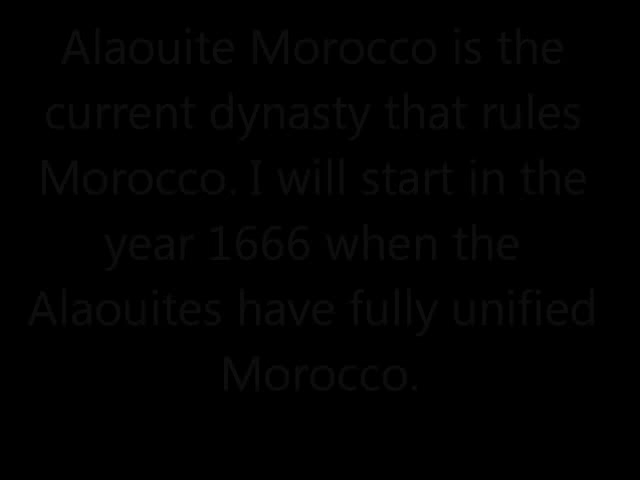 Alaouite Morocco is the
current dynasty that rules
Morocco. I will start in the
year 1666 when the
Alaouites have fully unified
Morocco.